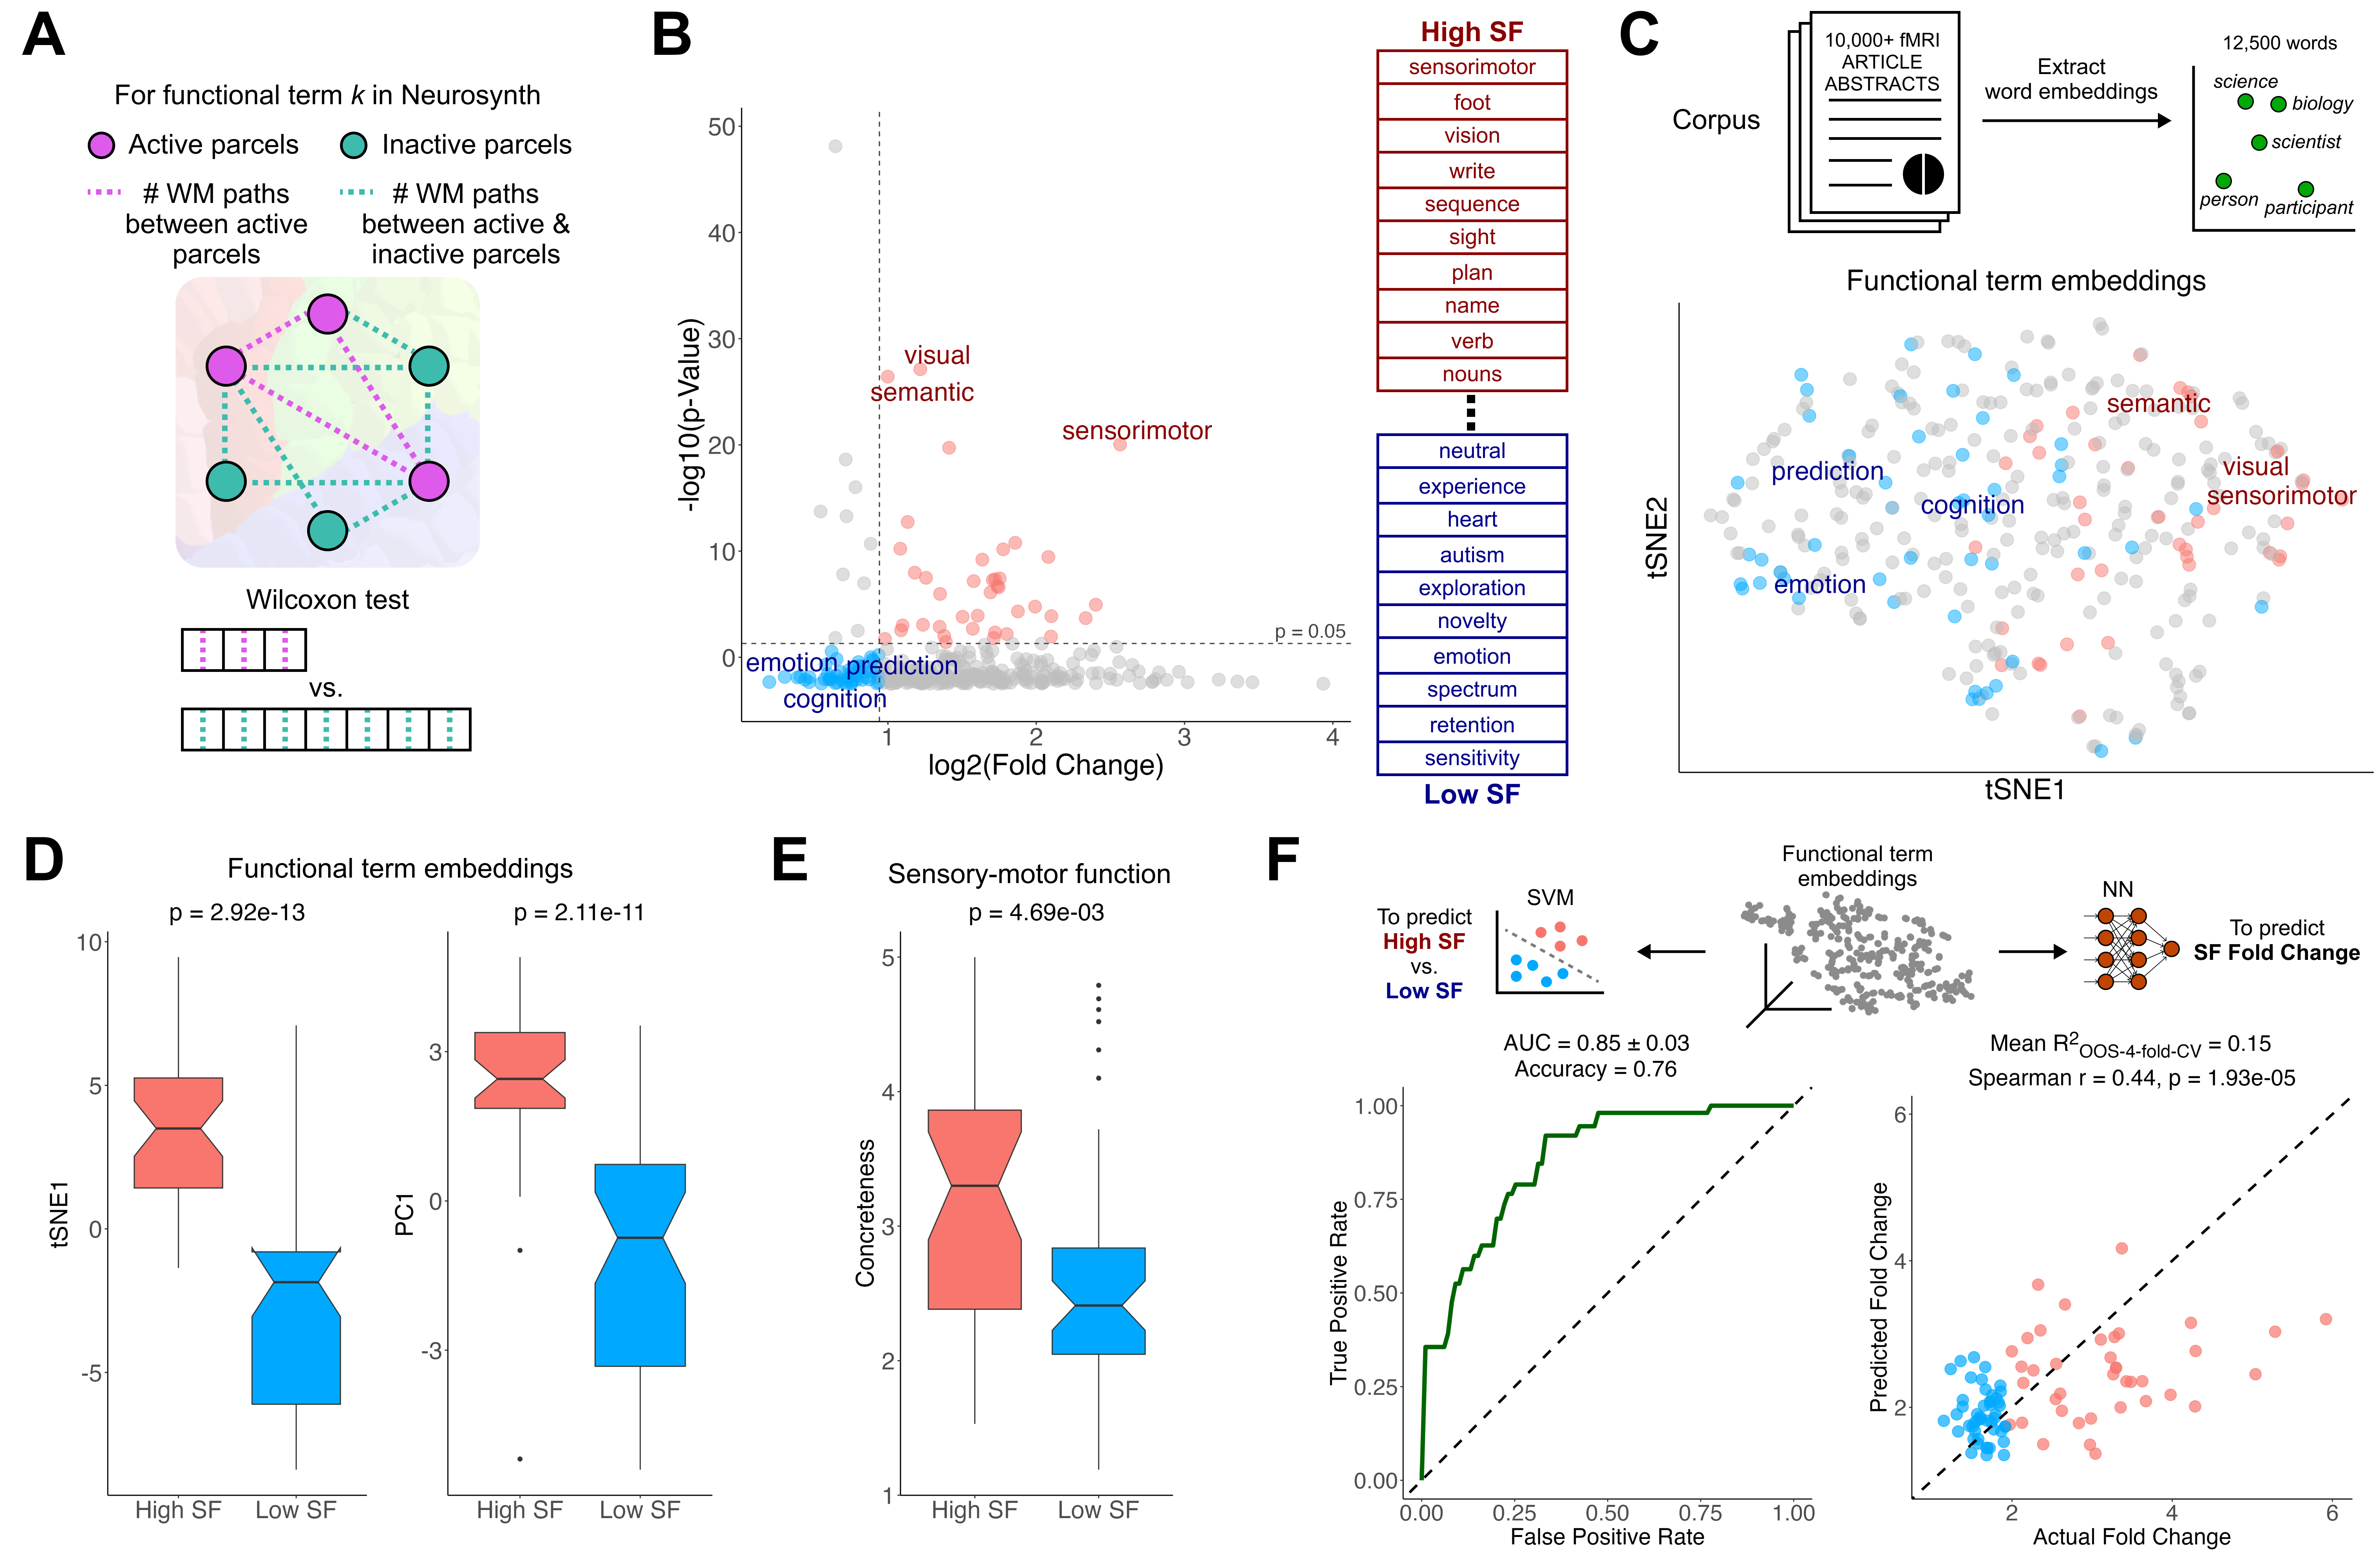 A
For functional term k in Neurosynth
Active parcels
Inactive parcels
# WM paths
between active
parcels
# WM paths
between active &
inactive parcels
Wilcoxon test
vs.
B
-log10(p-Value)
50
40
30
20
10
0
visual
semantic
sensorimotor
p = 0.05
emotion
prediction
cognition
1
2
3
4
log2(Fold Change)
High SF
sensorimotor
foot
vision
write
sequence
sight
plan
name
verb
nouns
neutral
experience
heart
autism
exploration
novelty
emotion
spectrum
retention
sensitivity
Low SF
C
Corpus
10,000+ fMRI
ARTICLE
ABSTRACTS
Extract
word embeddings
12,500 words
science
biology
scientist
person
participant
Functional term embeddings
tSNE2
semantic
visual
sensorimotor
prediction
cognition
emotion
tSNE1
D
Functional term embeddings
p = 2.92e-13
tSNE1
10
5
0
-5
High SF
Low SF
p = 2.11e-11
PC1
3
0
-3
High SF
Low SF
E
Sensory-motor function
p = 4.69e-03
Concreteness
5
4
3
2
1
High SF
Low SF
F
To predict
High SF
vs.
Low SF
SVM
Functional term
embeddings
NN
To predict
SF Fold Change
AUC = 0.85 ± 0.03
Accuracy = 0.76
True Positive Rate
1.00
0.75
0.50
0.25
0.00
0.00
0.25
0.50
0.75
1.00
False Positive Rate
Mean R2OOS-4-fold-CV = 0.15
Spearman r = 0.44, p = 1.93e-05
Predicted Fold Change
6
4
2
2
4
6
Actual Fold Change